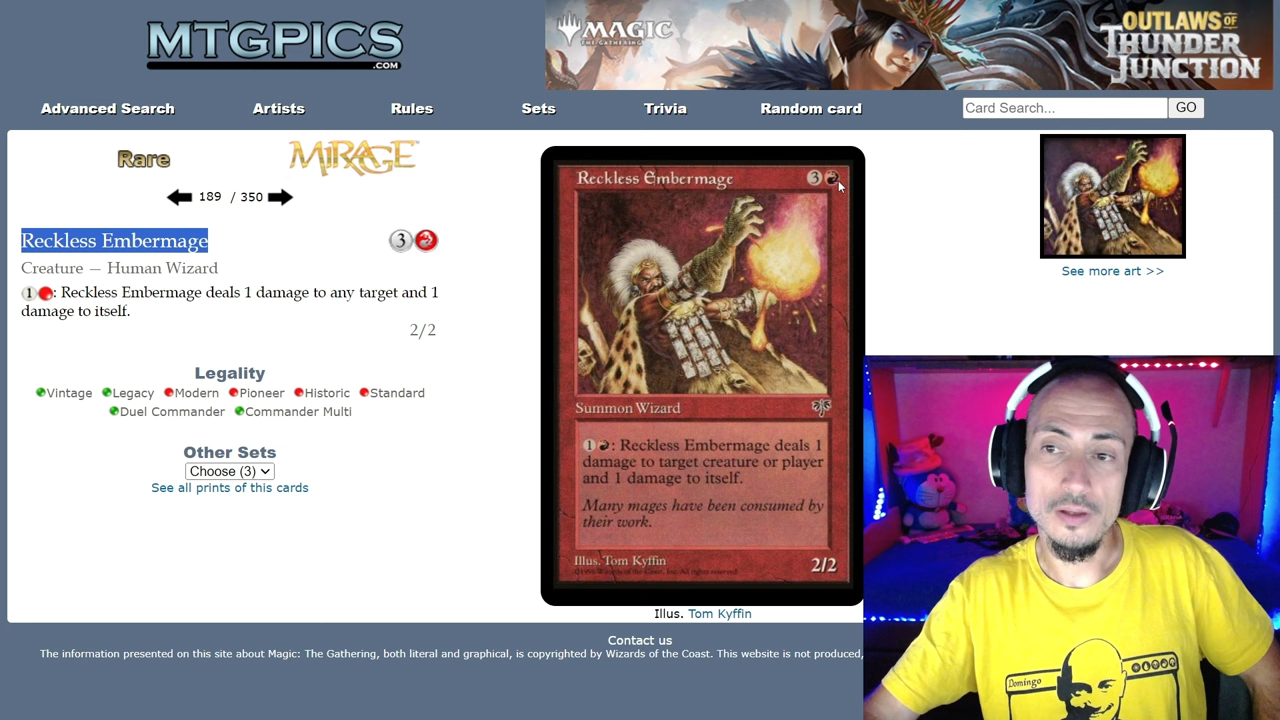 MTGPICS
.COM
MAGIC
THE GATHERING
OUTLAWS OF
THUNDER
JUNCTION
Advanced Search
Artists
Rules
Sets
Trivia
Random card
Card Search...
GO
Rare
MIRAGE
189 / 350
Reckless Embermage
3
Creature — Human Wizard
1 : Reckless Embermage deals 1 damage to any target and 1
damage to itself.
2/2
Legality
Vintage Legacy Modern Pioneer Historic Standard
Duel Commander Commander Multi
Other Sets
Choose (3)
See all prints of this cards
Reckless Embermage
3
Summon Wizard
1 : Reckless Embermage deals 1
damage to target creature or player
and 1 damage to itself.
Many mages have been consumed by
their work.
Illus. Tom Kyffin
2/2
Illus. Tom Kyffin
See more art >>
Domingo
Contact us
The information presented on this site about Magic: The Gathering, both literal and graphical, is copyrighted by Wizards of the Coast. This website is not produced,